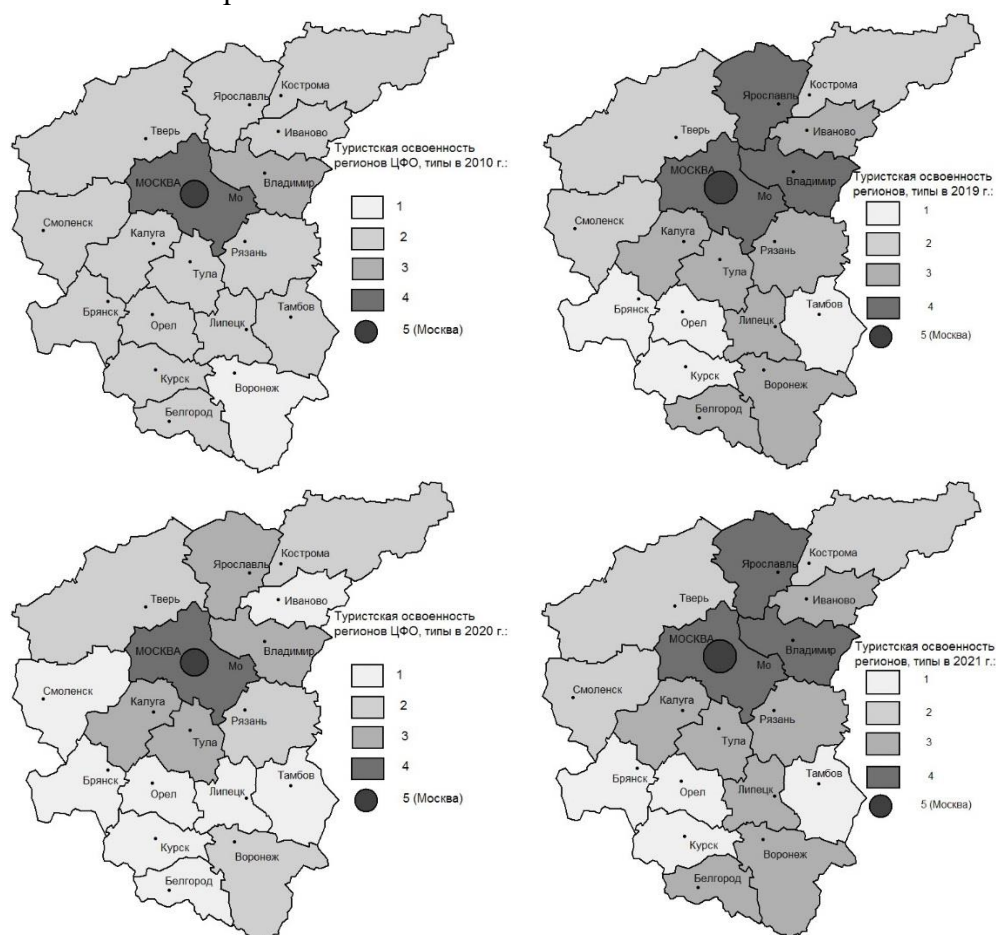 Ярославль
Кострома
Тверь
Иваново
Туристская освоенность
регионов ЦФО, типы в 2010 г.:
МОСКВА
Мо
Владимир
1
Смоленск
Калуга
2
Рязань
Тула
3
Брянск
Орел
Липецк
Тамбов
4
5 (Москва)
Курск
Воронеж
Белгород
Ярославль
Кострома
Тверь
Иваново
МОСКВА
Мо
Владимир
Туристская освоенность
регионов, типы в 2019 г.:
Смоленск
1
Калуга
Рязань
2
Тула
3
Брянск
Орел
Липецк
Тамбов
4
5 (Москва)
Курск
Воронеж
Белгород
Ярославль
Кострома
Тверь
Иваново
Туристская освоенность
регионов ЦФО, типы в 2020 г.:
МОСКВА
Мо
Владимир
1
Смоленск
Калуга
2
Рязань
Тула
3
Брянск
Орел
Липецк
Тамбов
4
5 (Москва)
Курск
Воронеж
Белгород
Ярославль
Кострома
Тверь
Иваново
МОСКВА
Мо
Владимир
Туристская освоенность
регионов, типы в 2021 г.:
Смоленск
1
Калуга
Рязань
2
Тула
3
Брянск
Орел
Липецк
Тамбов
4
5 (Москва)
Курск
Воронеж
Белгород